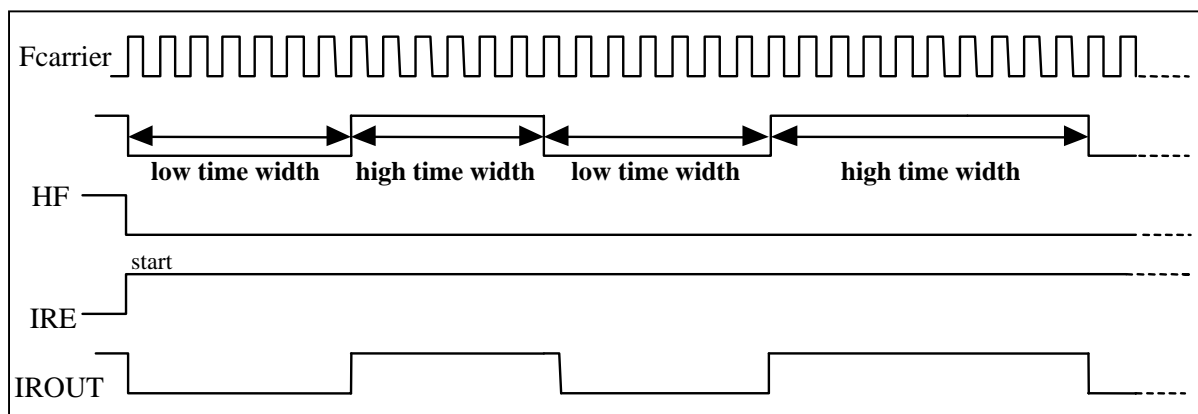 Fcarrier
low time width high time width low time width high time width
HF
start
IRE
IROUT